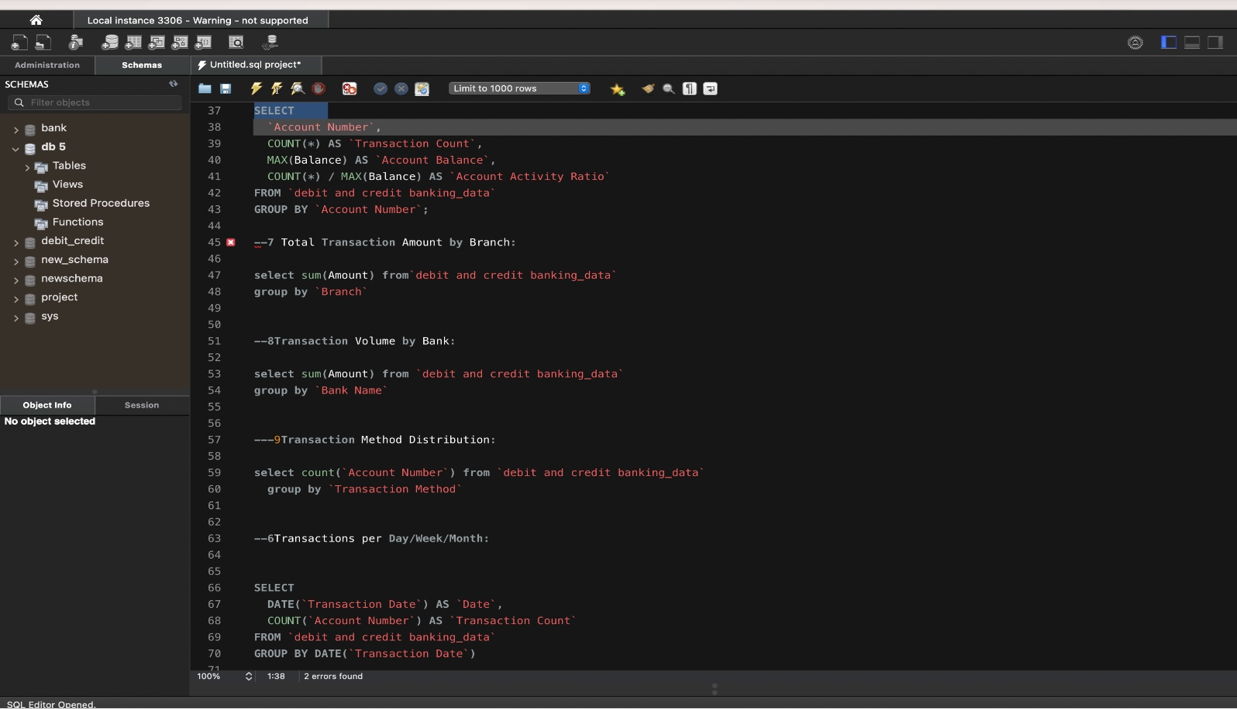 Local instance 3306 - Warning - not supported
Administration
Schemas
Untitled.sql project*
SCHEMAS
Filter objects
Limit to 1000 rows
bank
db 5
Tables
Views
Stored Procedures
Functions
debit_credit
new_schema
newschema
project
sys
Object Info
Session
No object selected
37 SELECT
38 `Account Number`,
39 COUNT(*) AS `Transaction Count`,
40 MAX(Balance) AS `Account Balance`,
41 COUNT(*) / MAX(Balance) AS `Account Activity Ratio`
42 FROM `debit and credit banking_data`
43 GROUP BY `Account Number`;
44
45 --7 Total Transaction Amount by Branch:
46
47 select sum(Amount) from`debit and credit banking_data`
48 group by `Branch`
49
50
51 --8Transaction Volume by Bank:
52
53 select sum(Amount) from `debit and credit banking_data`
54 group by `Bank Name`
55
56
57 ---9Transaction Method Distribution:
58
59 select count(`Account Number`) from `debit and credit banking_data`
60 group by `Transaction Method`
61
62
63 --6Transactions per Day/Week/Month:
64
65
66 SELECT
67 DATE(`Transaction Date`) AS `Date`,
68 COUNT(`Account Number`) AS `Transaction Count`
69 FROM `debit and credit banking_data`
70 GROUP BY DATE(`Transaction Date`)
71
100%
1:38
2 errors found
SQL Editor Opened.